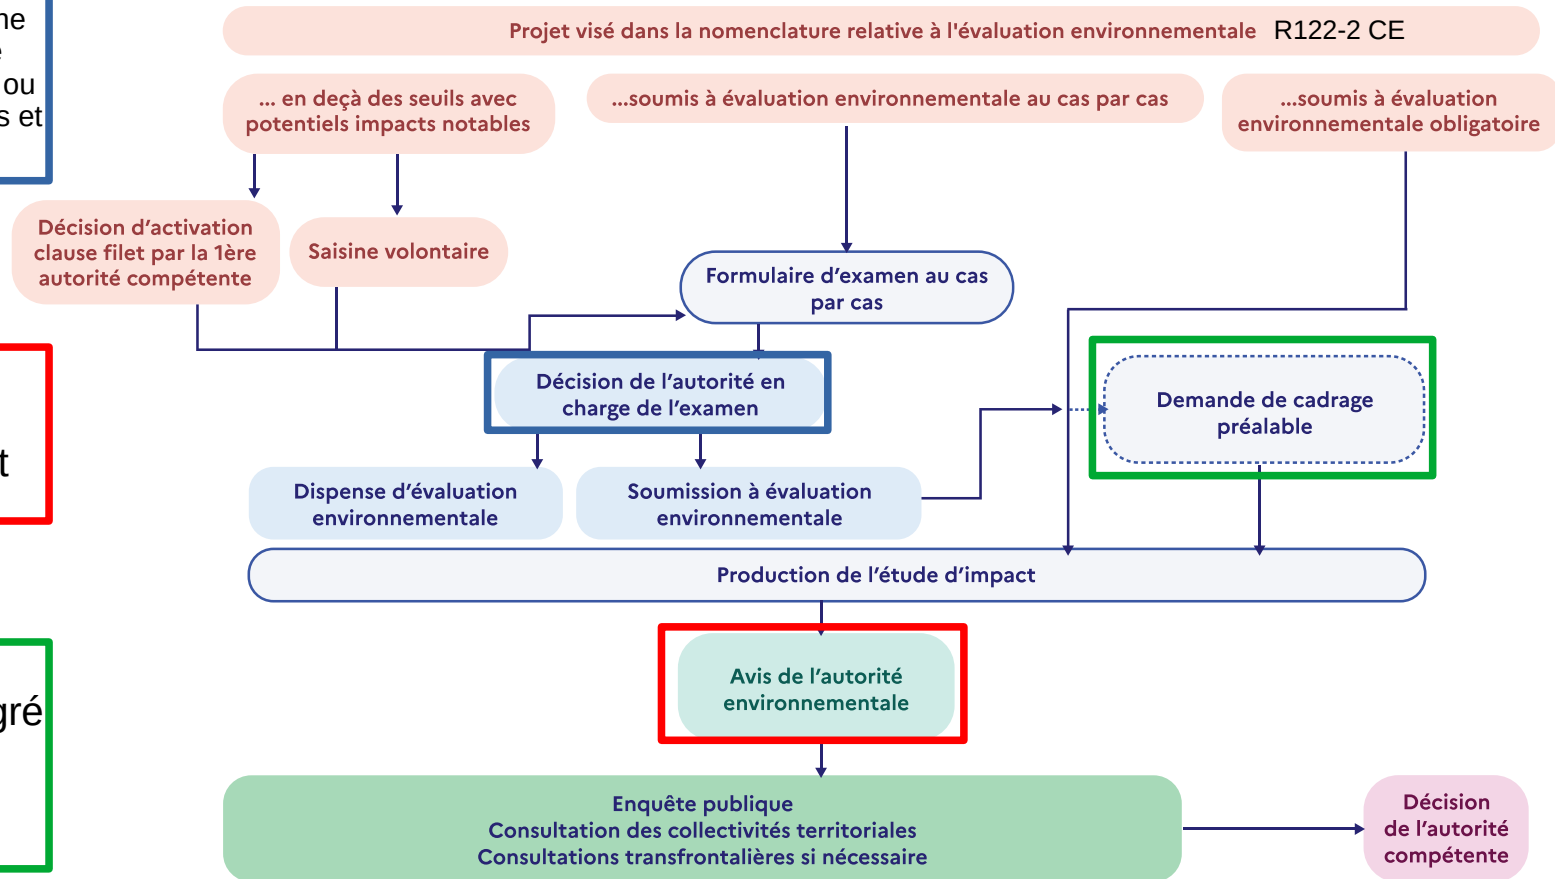 Projet visé dans la nomenclature relative à l'évaluation environnementale R122-2 CE
... en deçà des seuils avec
potentiels impacts notables
...soumis à évaluation environnementale au cas par cas
...soumis à évaluation
environnementale obligatoire
ou
s et
Décision d’activation
clause filet par la 1ère
autorité compétente
Saisine volontaire
Formulaire d’examen au cas
par cas
Décision de l’autorité en
charge de l’examen
Demande de cadrage
préalable
t
Dispense d’évaluation
environnementale
Soumission à évaluation
environnementale
Production de l’étude d’impact
Avis de l’autorité
environnementale
gré
Enquête publique
Consultation des collectivités territoriales
Consultations transfrontalières si nécessaire
Décision
de l’autorité
compétente